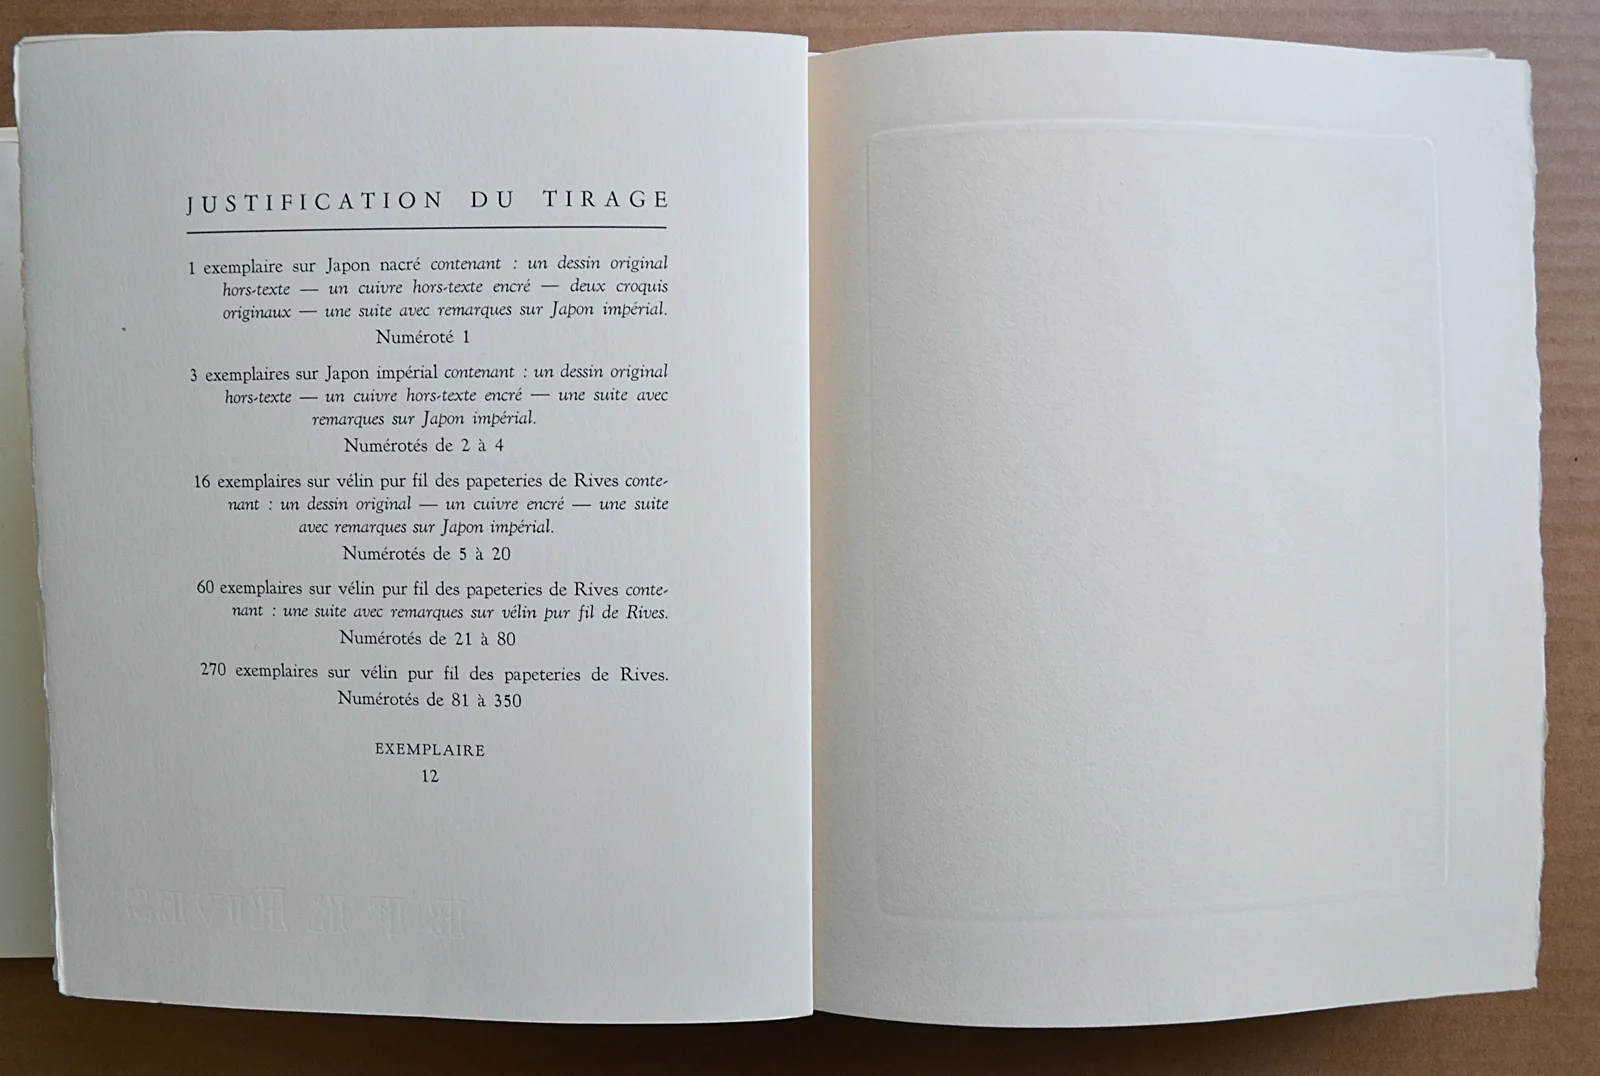 JUSTIFICATION DU TIRAGE
1 exemplaire sur Japon nacré contenant : un dessin original
hors-texte — un cuivre hors-texte encré — deux croquis
originaux — une suite avec remarques sur Japon impérial.
Numéroté 1
3 exemplaires sur Japon impérial contenant : un dessin original
hors-texte — un cuivre hors-texte encré — une suite avec
remarques sur Japon impérial.
Numérotés de 2 à 4
16 exemplaires sur vélin pur fil des papeteries de Rives conte-
nant : un dessin original — un cuivre encré — une suite
avec remarques sur Japon impérial.
Numérotés de 5 à 20
60 exemplaires sur vélin pur fil des papeteries de Rives conte-
nant : une suite avec remarques sur vélin pur fil de Rives.
Numérotés de 21 à 80
270 exemplaires sur vélin pur fil des papeteries de Rives.
Numérotés de 81 à 350
EXEMPLAIRE
12
B F K RIVES